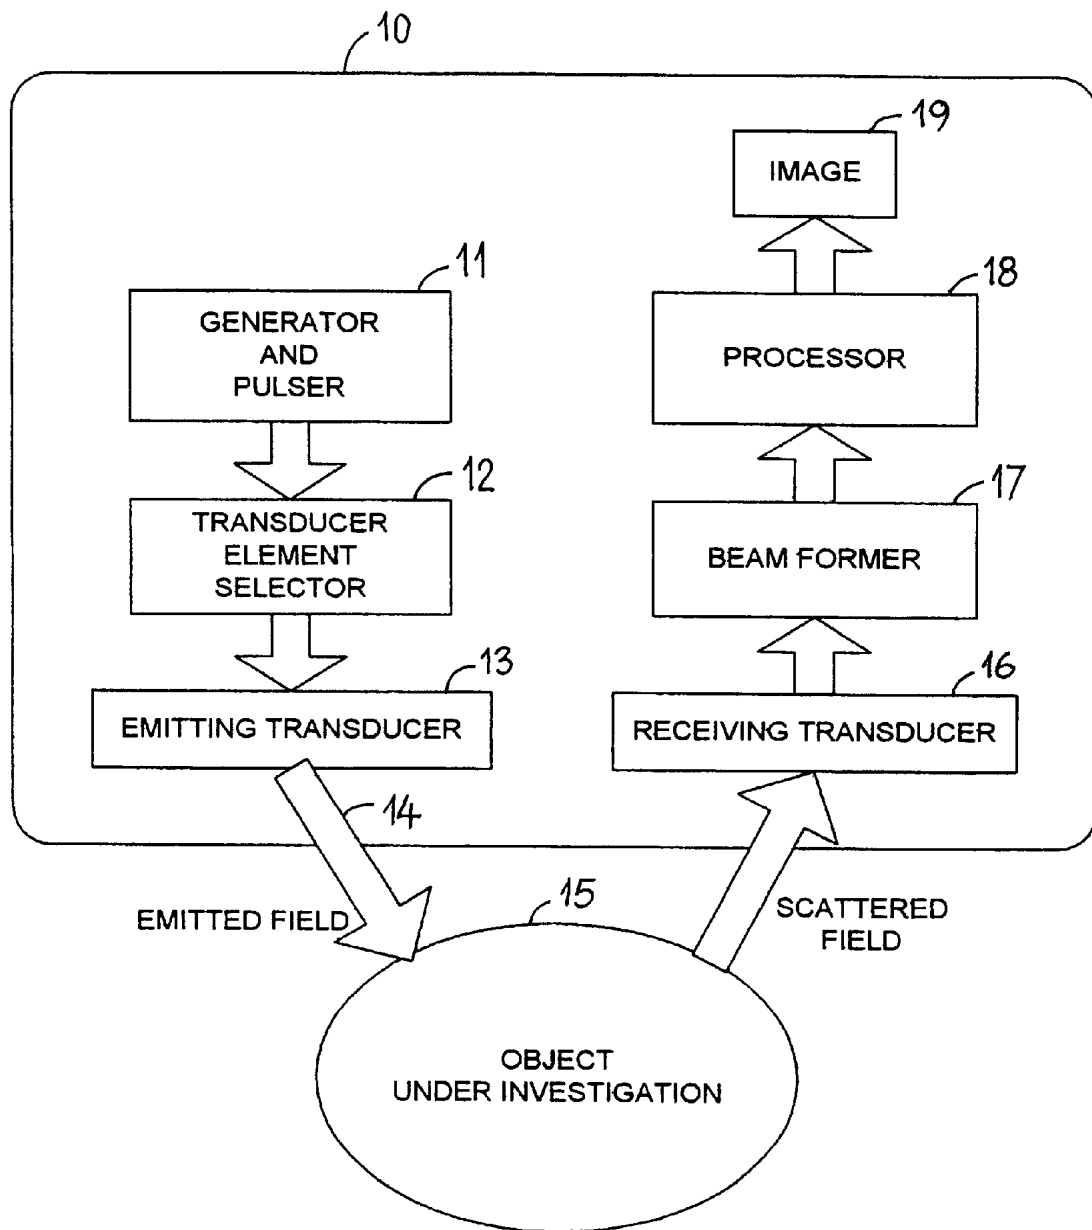 10
19
IMAGE
11
GENERATOR
AND
PULSER
18
PROCESSOR
12
TRANSDUCER
ELEMENT
SELECTOR
17
BEAM FORMER
13
EMITTING TRANSDUCER
16
RECEIVING TRANSDUCER
14
EMITTED FIELD
15
SCATTERED
FIELD
OBJECT
UNDER INVESTIGATION